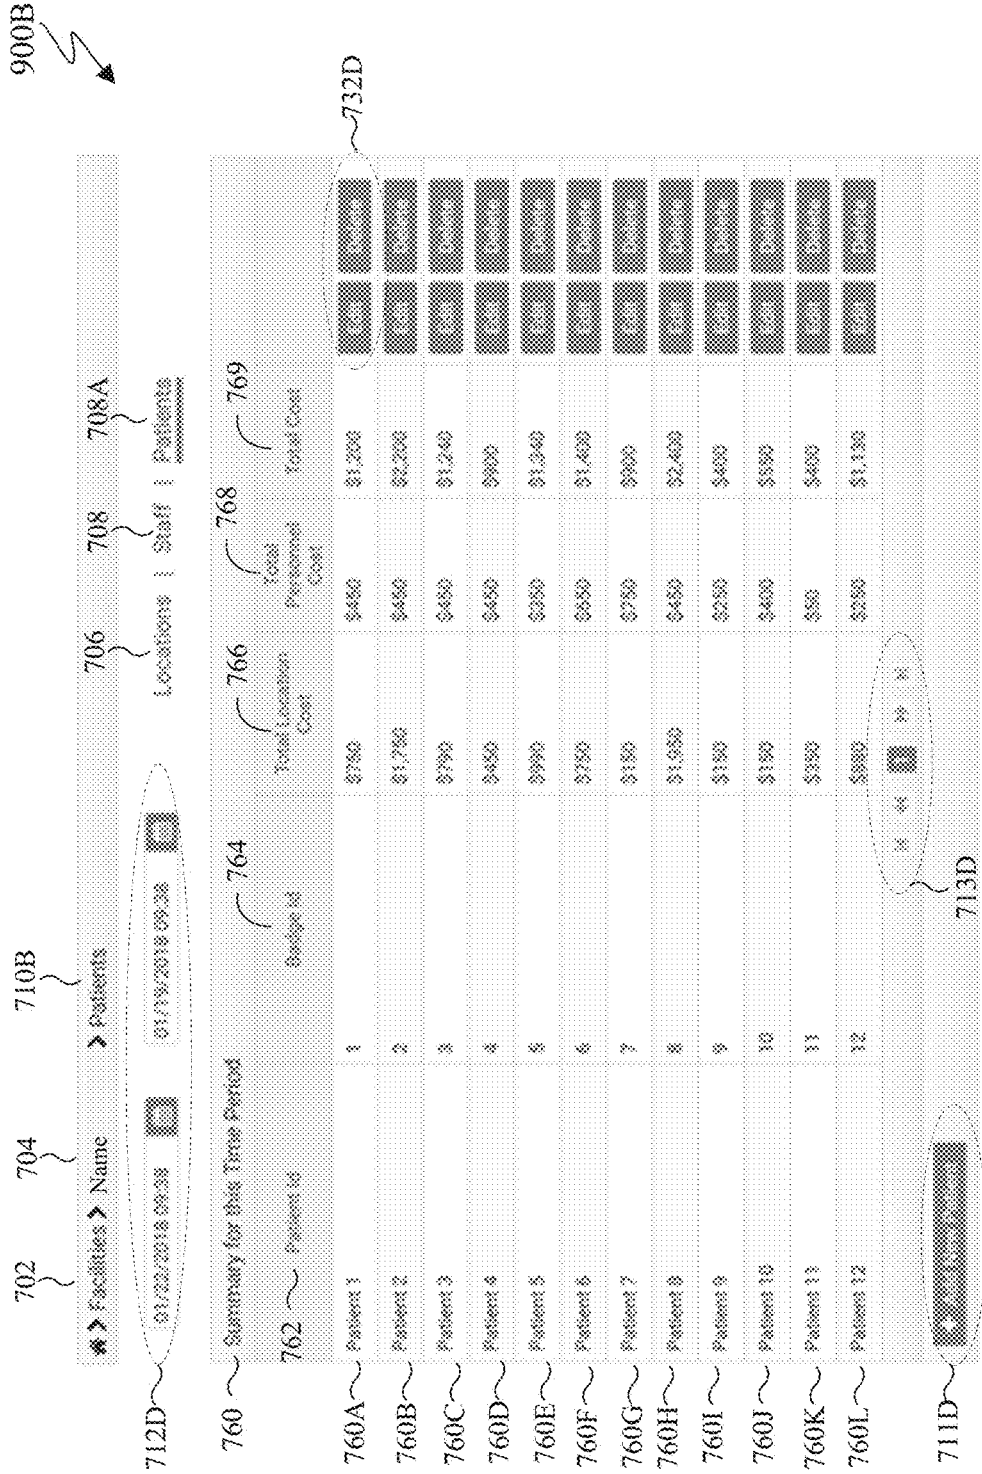 900B
702 704 710B
Facilities Name Patients
706 708 708A
712D 01/22/2018 09:38 01/19/2018 09:38 Locations | Staff | Patients
760 Summary for this Time Period
764 766 768 769
762 Patient Id Badge Id Total Location Cost Total Personnel Cost Total Cost
732D
760A Patient 1 1 $750 $450 $1,200
760B Patient 2 2 $1,750 $450 $2,200
760C Patient 3 3 $790 $450 $1,240
760D Patient 4 4 $450 $450 $900
760E Patient 5 5 $990 $350 $1,340
760F Patient 6 6 $750 $650 $1,400
760G Patient 7 7 $150 $750 $900
760H Patient 8 8 $1,950 $450 $2,400
760I Patient 9 9 $150 $250 $400
760J Patient 10 10 $400
760K Patient 11 11 $350 $50 $400
760L Patient 12 12 $880 $250 $1,130
713D
711D